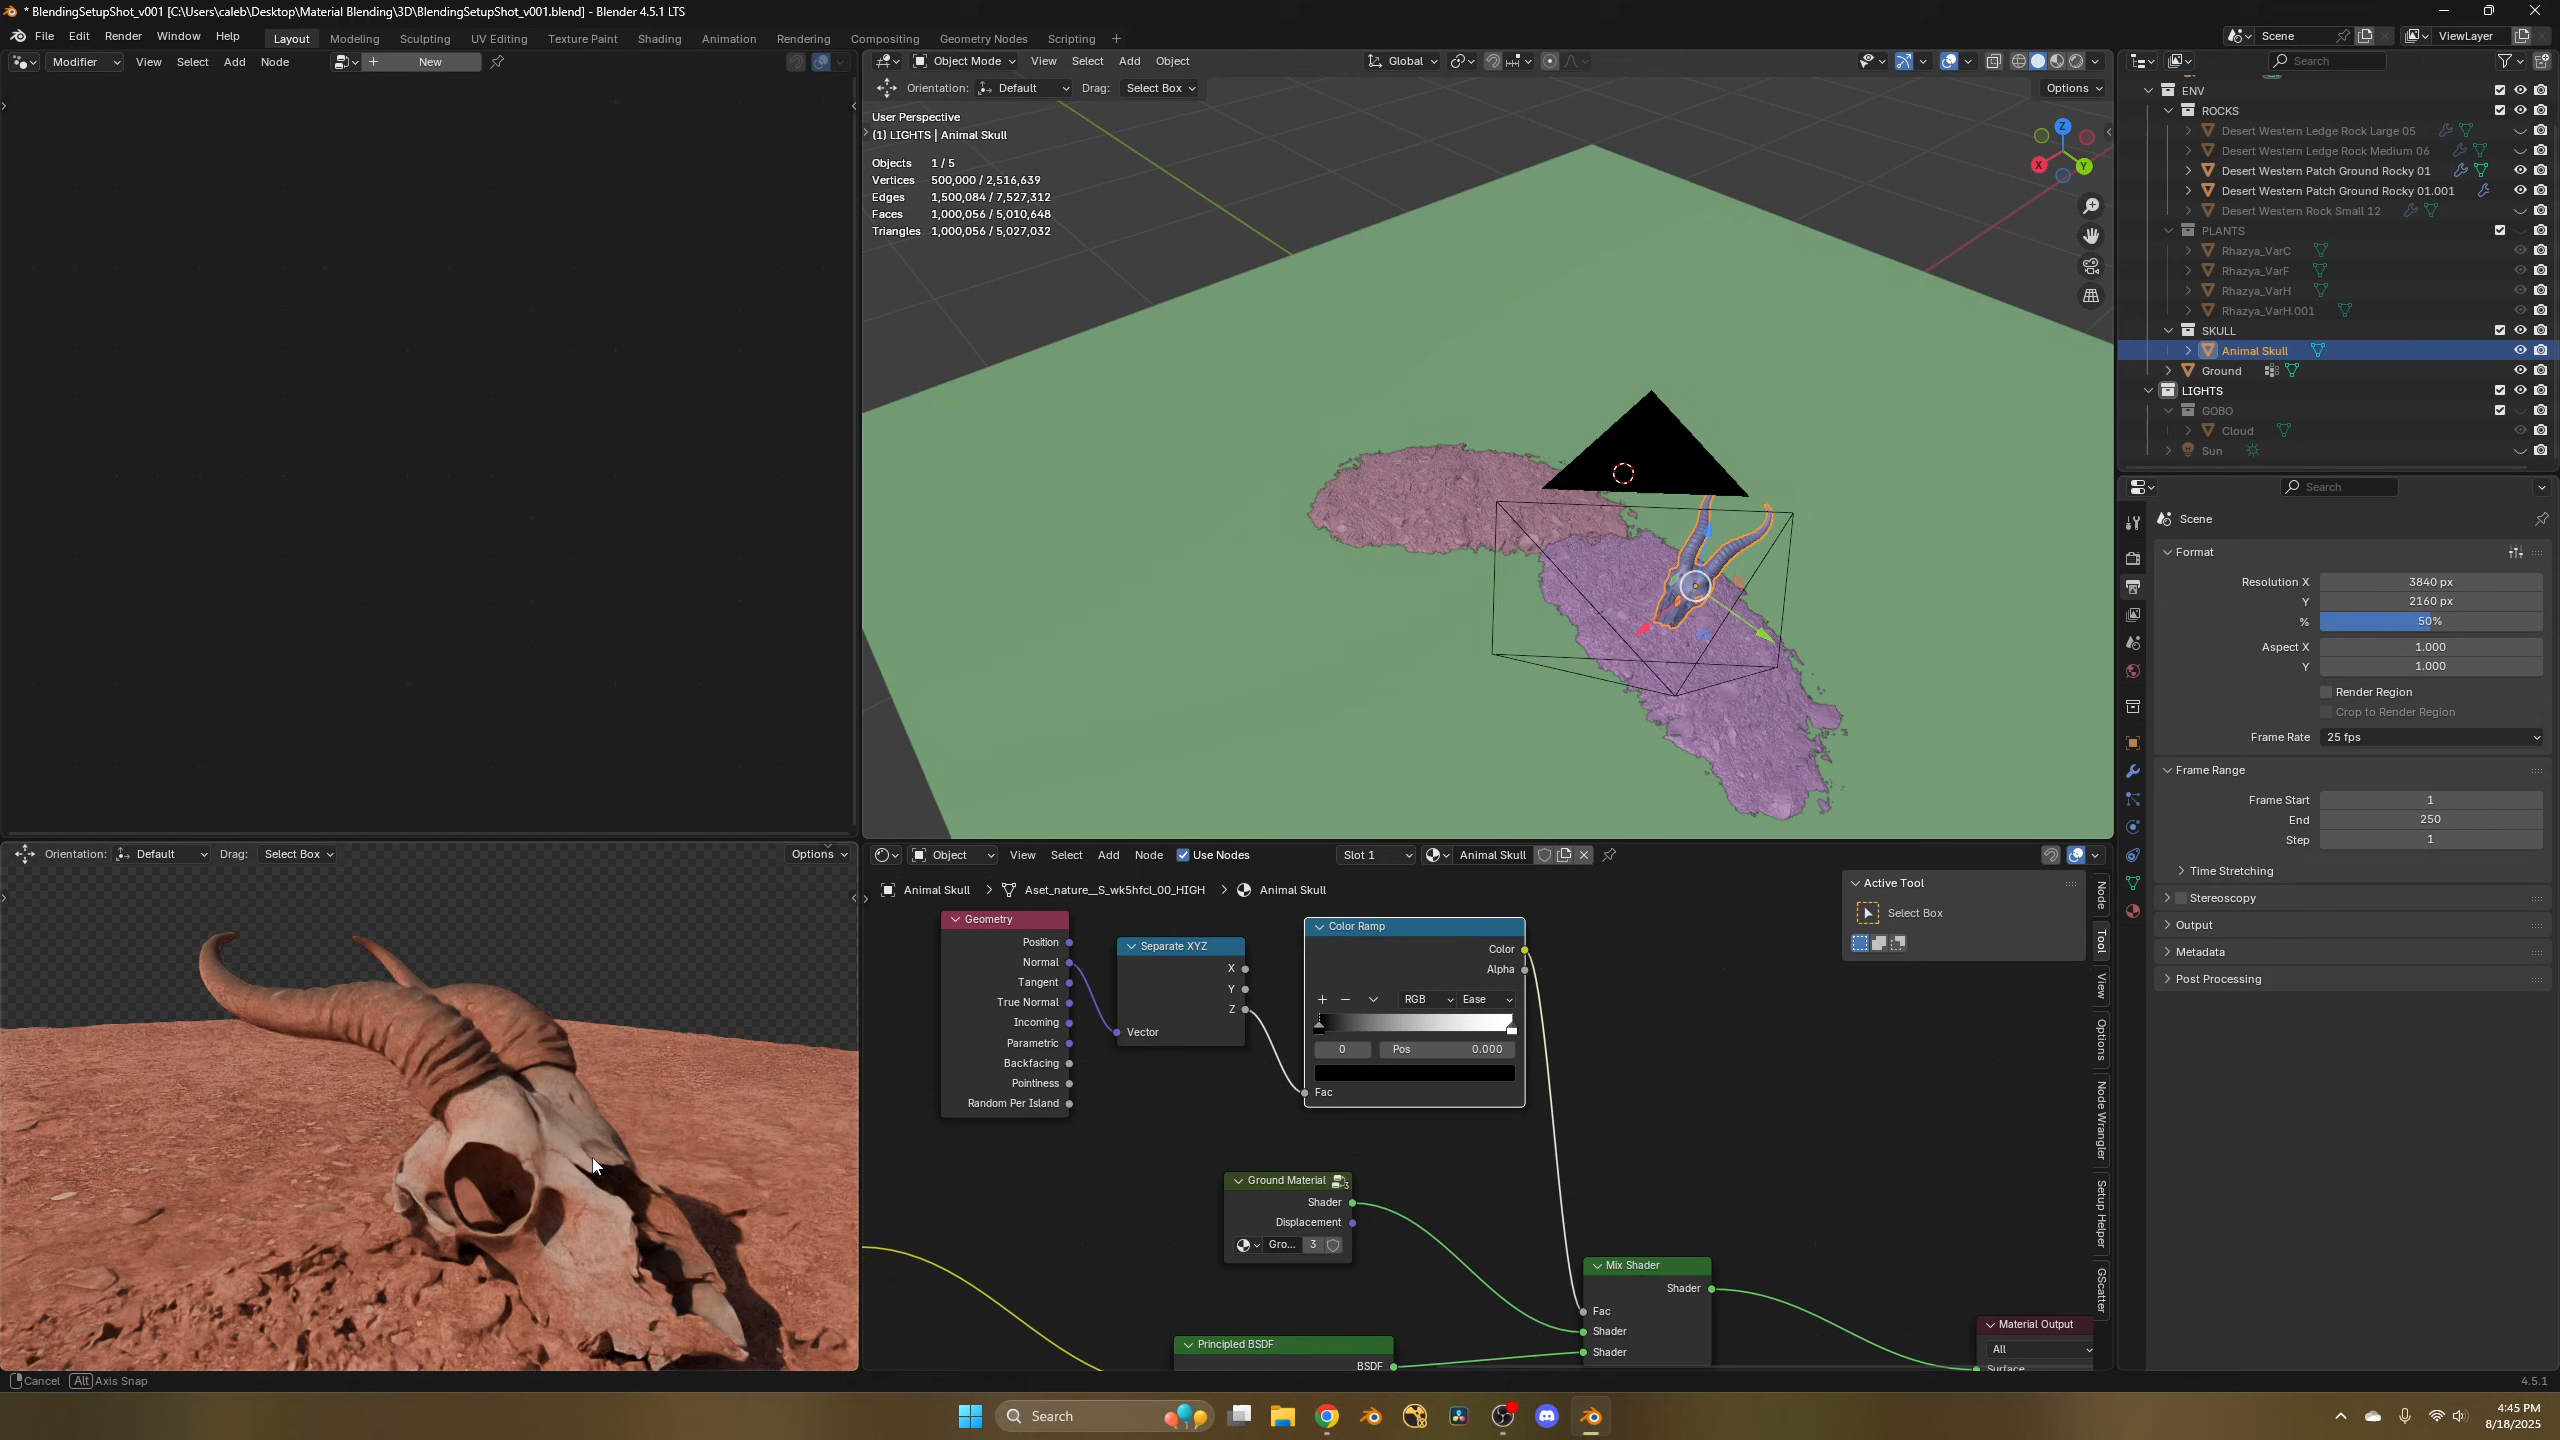 * BlendingSetupShot_v001 [C:\Users\caleb\Desktop\Material Blending\3D\BlendingSetupShot_v001.blend] - Blender 4.5.1 LTS
File Edit Render Window Help Layout Modeling Sculpting UV Editing Texture Paint Shading Animation Rendering Compositing Geometry Nodes Scripting + Scene ViewLayer
Modifier View Select Add Node + New
Object Mode View Select Add Object Global
Search
Orientation: Default Drag: Select Box Options
User Perspective
(1) LIGHTS | Animal Skull
Objects 1 / 5
Vertices 500,000 / 2,516,639
Edges 1,500,084 / 7,527,312
Faces 1,000,056 / 5,010,648
Triangles 1,000,056 / 5,027,032
Z
X
Y
ENV
ROCKS
Desert Western Ledge Rock Large 05
Desert Western Ledge Rock Medium 06
Desert Western Patch Ground Rocky 01
Desert Western Patch Ground Rocky 01.001
Desert Western Rock Small 12
PLANTS
Rhazya_VarC
Rhazya_VarF
Rhazya_VarH
Rhazya_VarH.001
SKULL
Animal Skull
Ground
LIGHTS
GOBO
Cloud
Sun
Search
Scene
Format
Resolution X 3840 px
Y 2160 px
% 50%
Aspect X 1.000
Y 1.000
Render Region
Crop to Render Region
Frame Rate 25 fps
Frame Range
Frame Start 1
End 250
Step 1
Time Stretching
Stereoscopy
Output
Metadata
Post Processing
Orientation: Default Drag: Select Box Options
Object View Select Add Node Use Nodes Slot 1 Animal Skull
Animal Skull > Aset_nature__S_wk5hfcl_00_HIGH > Animal Skull
Active Tool
Select Box
Node
Tool
View
Options
Node Wrangler
Setup Helper
GScatter
Geometry
Position
Normal
Tangent
True Normal
Incoming
Parametric
Backfacing
Pointiness
Random Per Island
Separate XYZ
X
Y
Z
Vector
Color Ramp
Color
Alpha
+ − RGB Ease
0 Pos 0.000
Fac
Ground Material 3
Shader
Displacement
Gro... 3
Principled BSDF
BSDF
Mix Shader
Shader
Fac
Shader
Shader
Material Output
All
Surface
Cancel Alt Axis Snap
4.5.1
Search
4:45 PM
8/18/2025